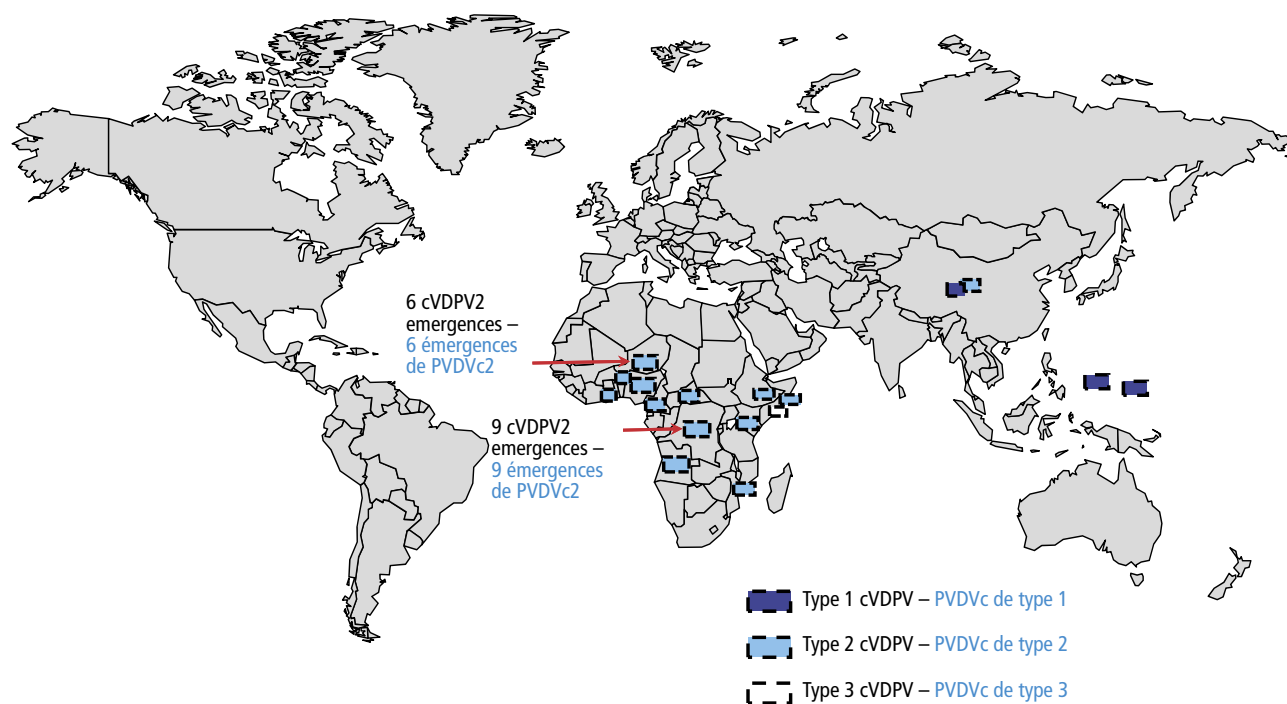 6 cVDPV2
emergences –
6 émergences
de PVDVc2
9 cVDPV2
emergences –
9 émergences
de PVDVc2
Type 1 cVDPV – PVDVc de type 1
Type 2 cVDPV – PVDVc de type 2
Type 3 cVDPV – PVDVc de type 3